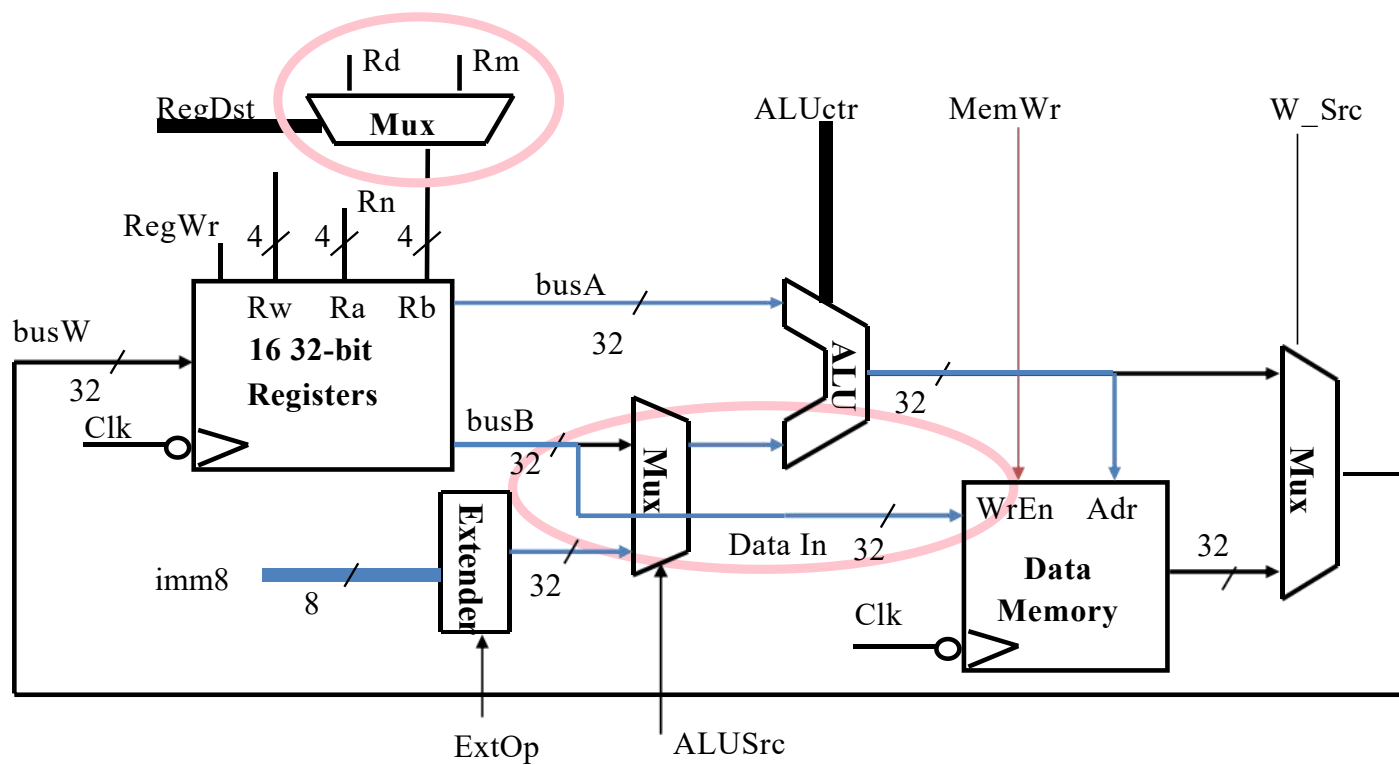 Rd Rm
RegDst
Mux
ALUctr
MemWr
W_Src
Rn
RegWr
4
4
4
Rw Ra Rb
16 32-bit
Registers
busW
32
Clk
busA
32
busB
32
Mux
ALU
32
Extender
imm8
8
32
Data In
32
WrEn Adr
Data
Memory
Clk
32
Mux
ExtOp
ALUSrc